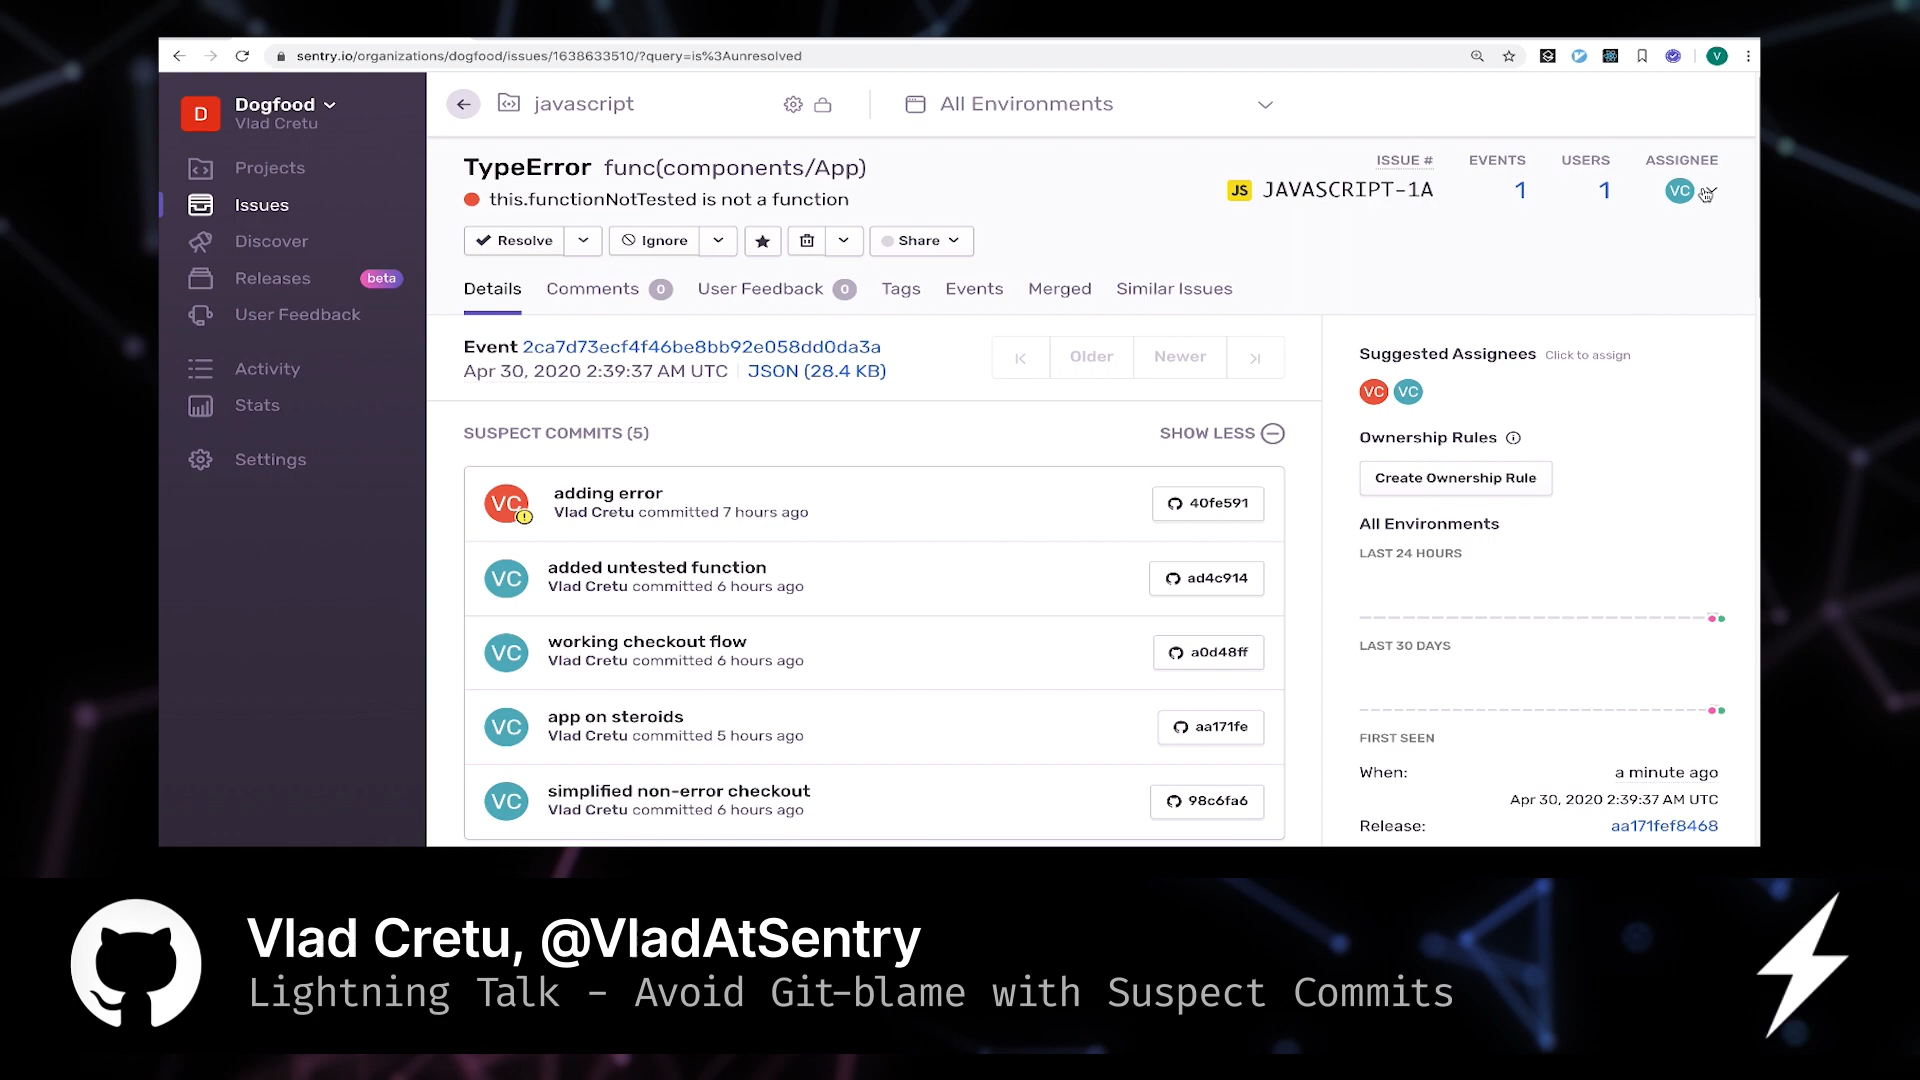 sentry.io/organizations/dogfood/issues/1638633510/?query=is%3Aunresolved
V
D
Dogfood
Vlad Cretu
Projects
Issues
Discover
Releases beta
User Feedback
Activity
Stats
Settings
javascript
All Environments
TypeError func(components/App)
this.functionNotTested is not a function
ISSUE # EVENTS USERS ASSIGNEE
JS JAVASCRIPT-1A 1 1 VC
Resolve Ignore Share
Details Comments 0 User Feedback 0 Tags Events Merged Similar Issues
Event 2ca7d73ecf4f46be8bb92e058dd0da3a
Apr 30, 2020 2:39:37 AM UTC JSON (28.4 KB)
Older Newer
SUSPECT COMMITS (5) SHOW LESS
VC adding error
Vlad Cretu committed 7 hours ago
40fe591
VC added untested function
Vlad Cretu committed 6 hours ago
ad4c914
VC working checkout flow
Vlad Cretu committed 6 hours ago
a0d48ff
VC app on steroids
Vlad Cretu committed 5 hours ago
aa171fe
VC simplified non-error checkout
Vlad Cretu committed 6 hours ago
98c6fa6
Suggested Assignees Click to assign
VC VC
Ownership Rules
Create Ownership Rule
All Environments
LAST 24 HOURS
LAST 30 DAYS
FIRST SEEN
When: a minute ago
Apr 30, 2020 2:39:37 AM UTC
Release: aa171fef8468
Vlad Cretu, @VladAtSentry
Lightning Talk - Avoid Git-blame with Suspect Commits